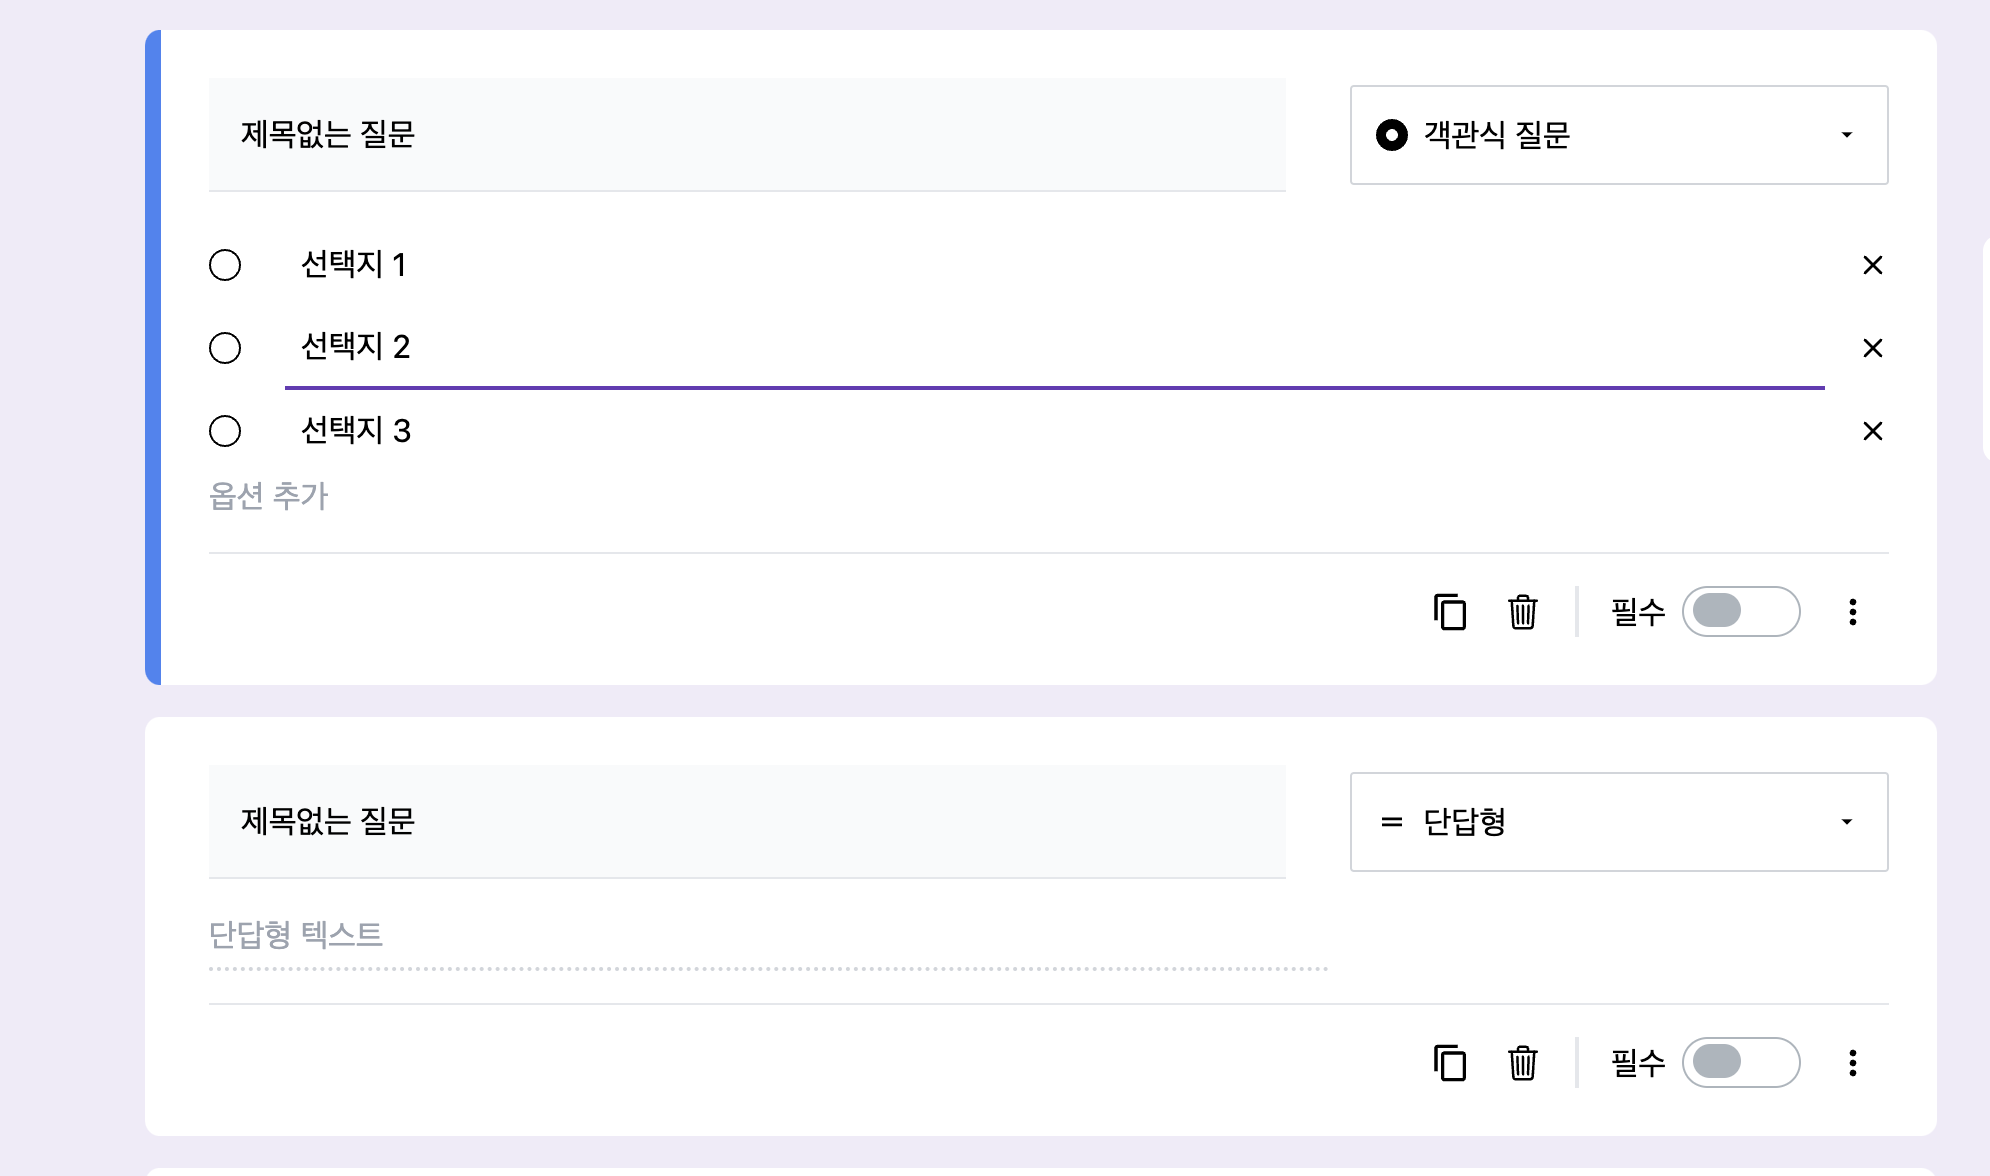 제목없는 질문
객관식 질문
선택지 1
선택지 2
선택지 3
옵션 추가
필수
제목없는 질문
단답형
단답형 텍스트
필수